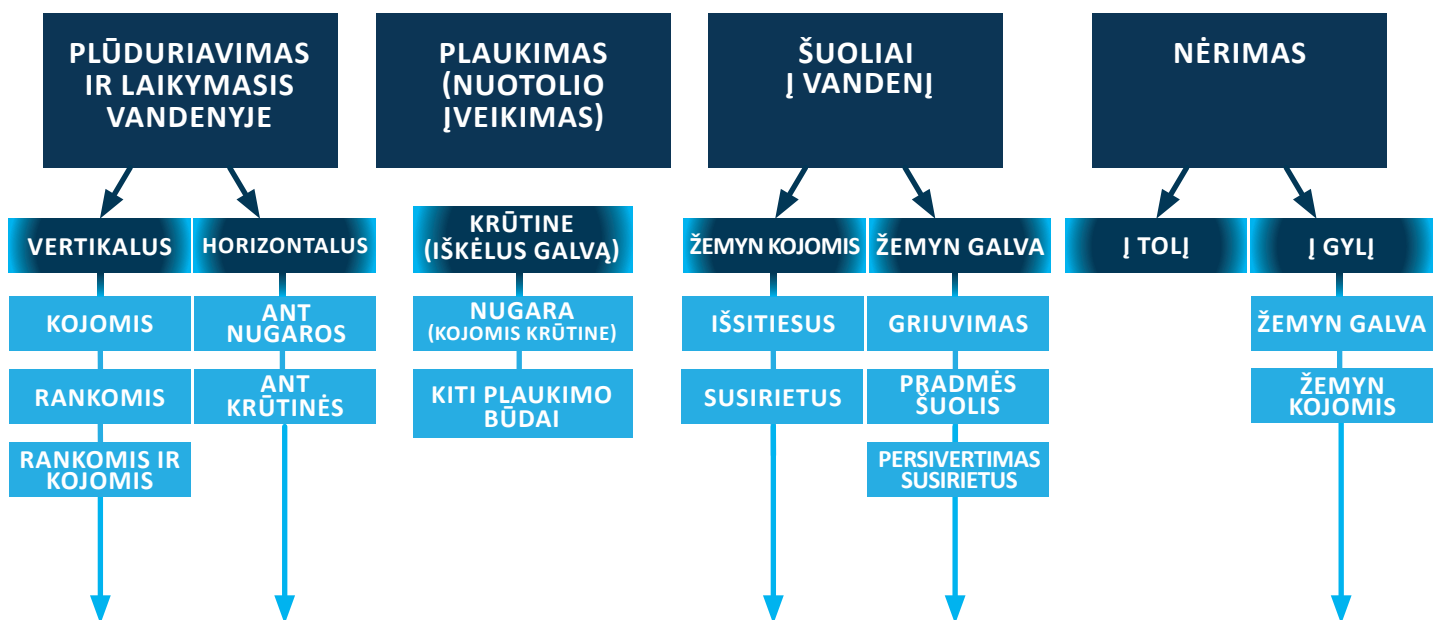 PLŪDURIAVIMAS
IR LAIKYMASIS
VANDENYJE
PLAUKIMAS
(NUOTOLIO
ĮVEIKIMAS)
ŠUOLIAI
Į VANDENĮ
NĖRIMAS
VERTIKALUS
HORIZONTALUS
KRŪTINE
(IŠKĖLUS GALVĄ)
ŽEMYN KOJOMIS
ŽEMYN GALVA
Į TOLĮ
Į GYLĮ
KOJOMIS
ANT
NUGAROS
NUGARA
(KOJOMIS KRŪTINE)
IŠSITIESUS
GRIUVIMAS
ŽEMYN GALVA
RANKOMIS
ANT
KRŪTINĖS
KITI PLAUKIMO
BŪDAI
SUSIRIETUS
PRADMĖS
ŠUOLIS
ŽEMYN
KOJOMIS
RANKOMIS IR
KOJOMIS
PERSIVERTIMAS
SUSIRIETUS